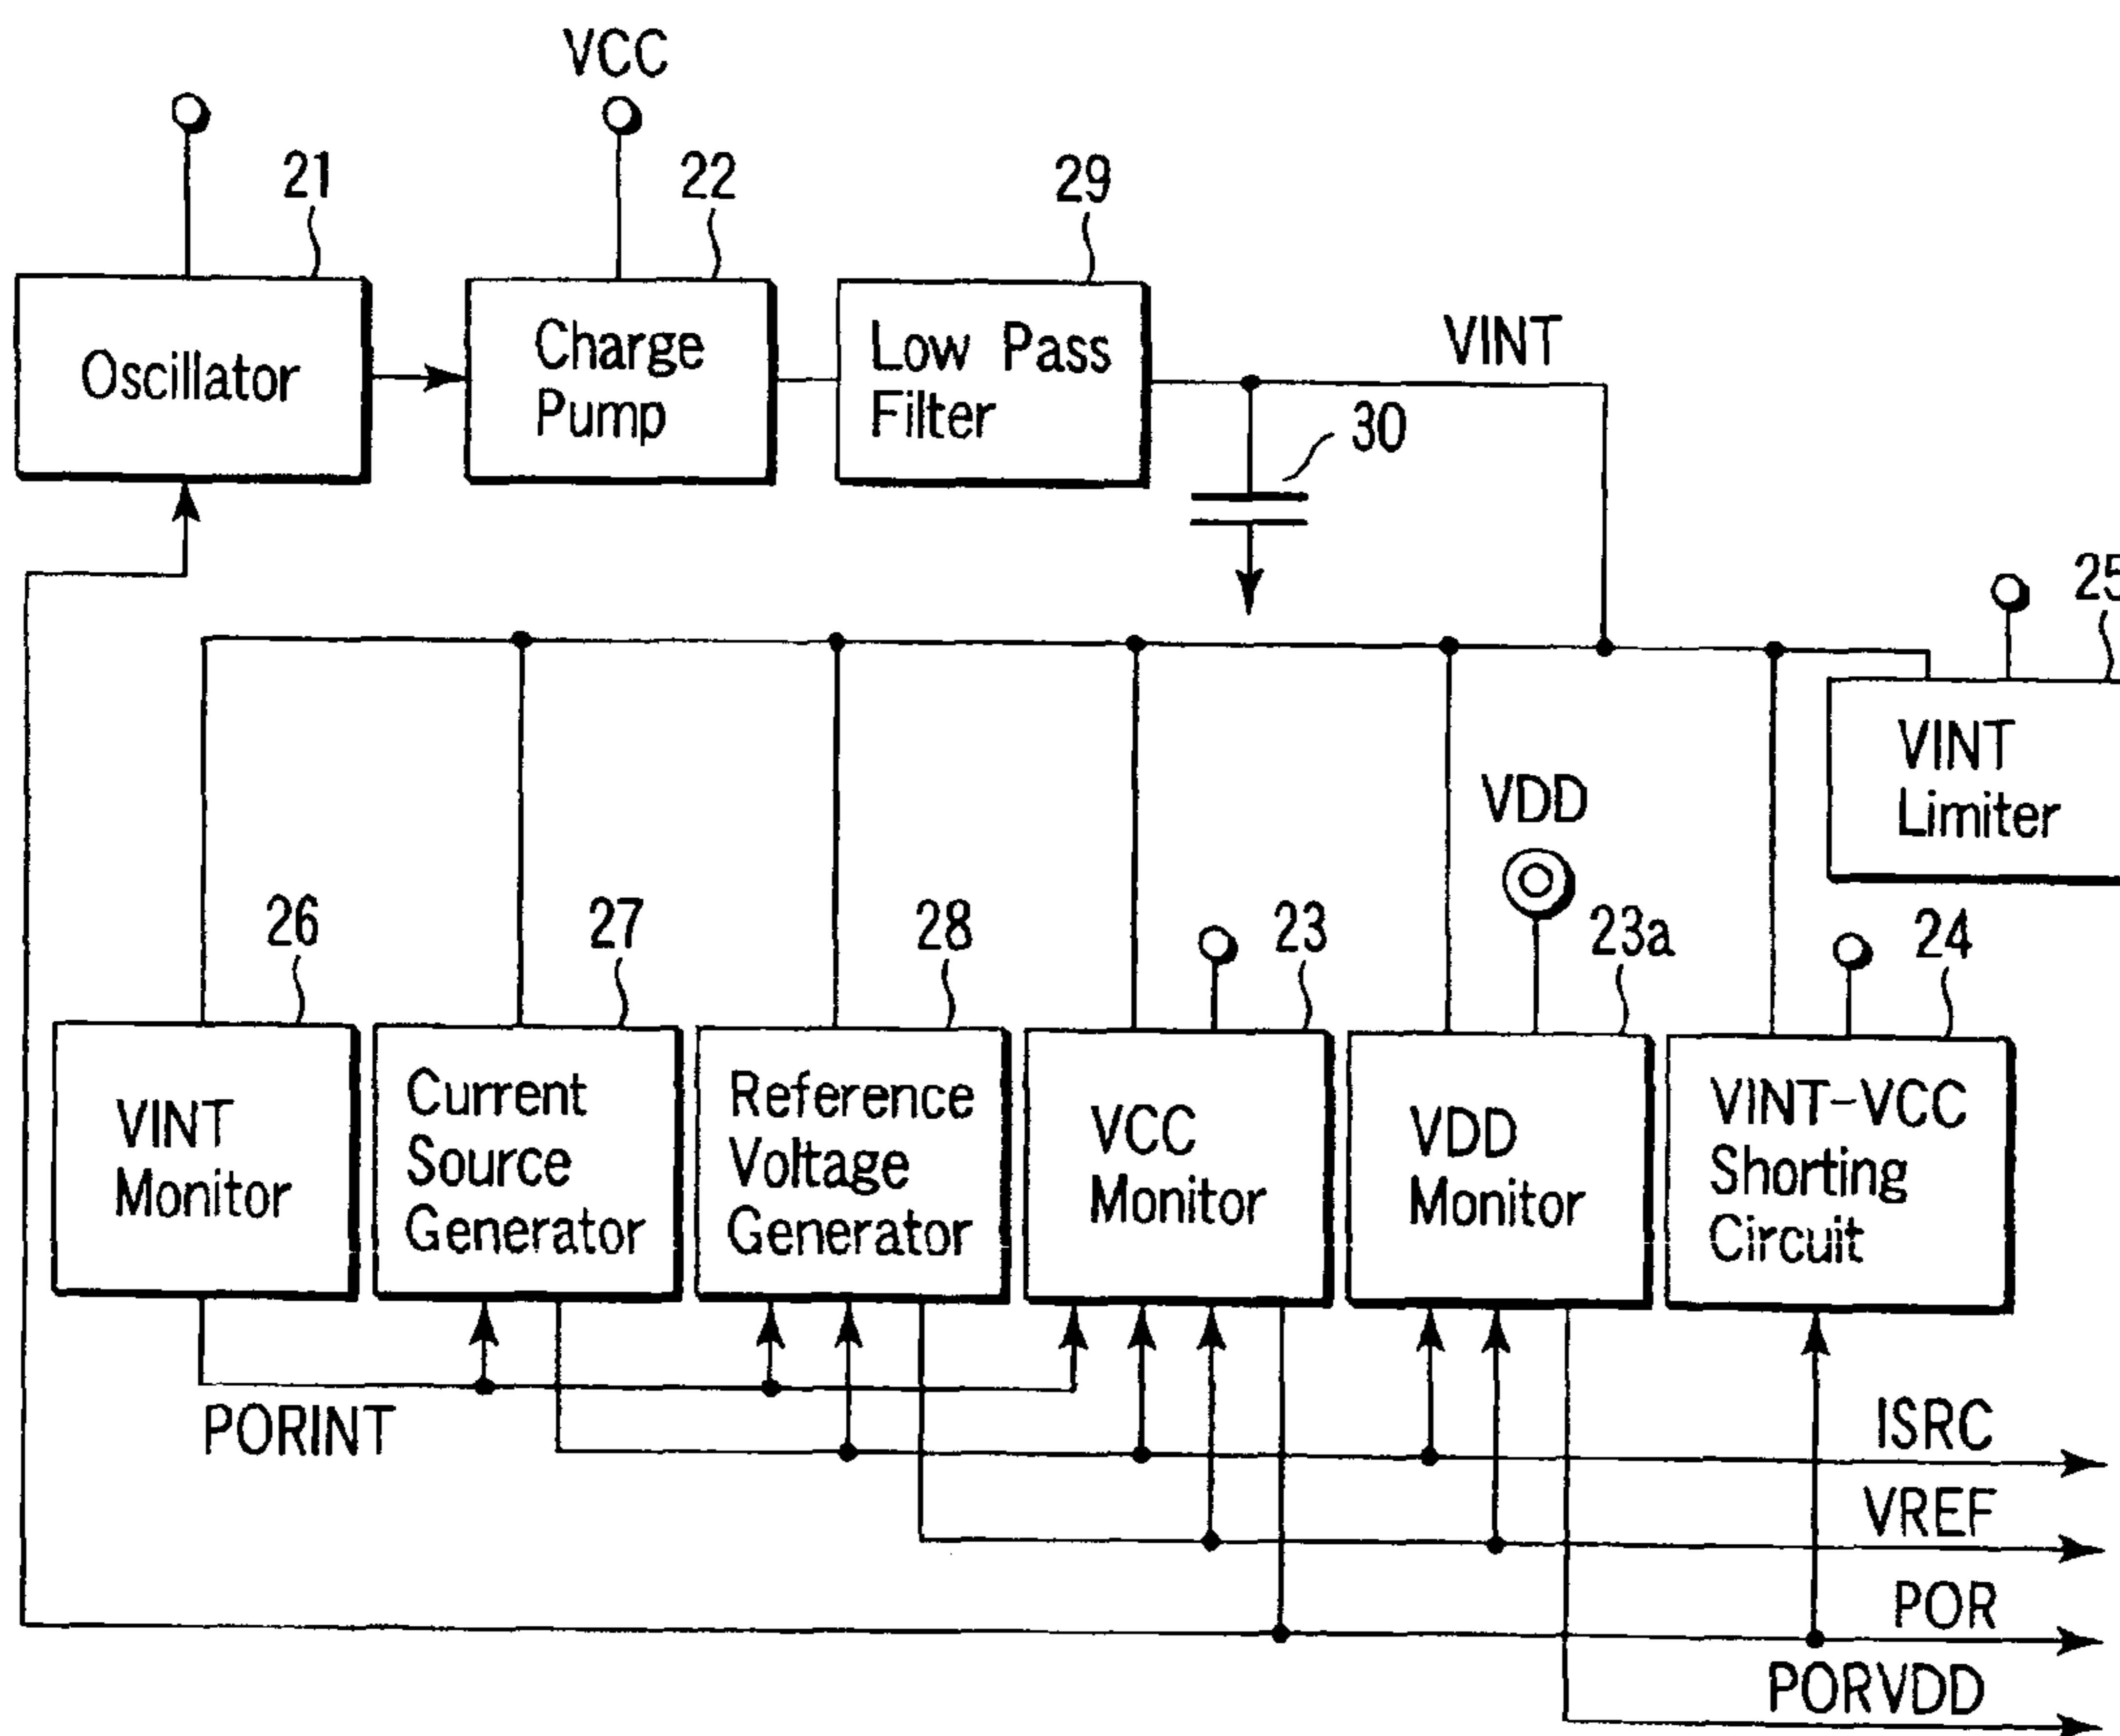 VCC
21
22
29
Oscillator
Charge
Pump
Low Pass
Filter
VINT
30
25
VINT
Limiter
VDD
26
27
28
23
23a
24
VINT
Monitor
Current
Source
Generator
Reference
Voltage
Generator
VCC
Monitor
VDD
Monitor
VINT-VCC
Shorting
Circuit
PORINT
ISRC
VREF
POR
PORVDD